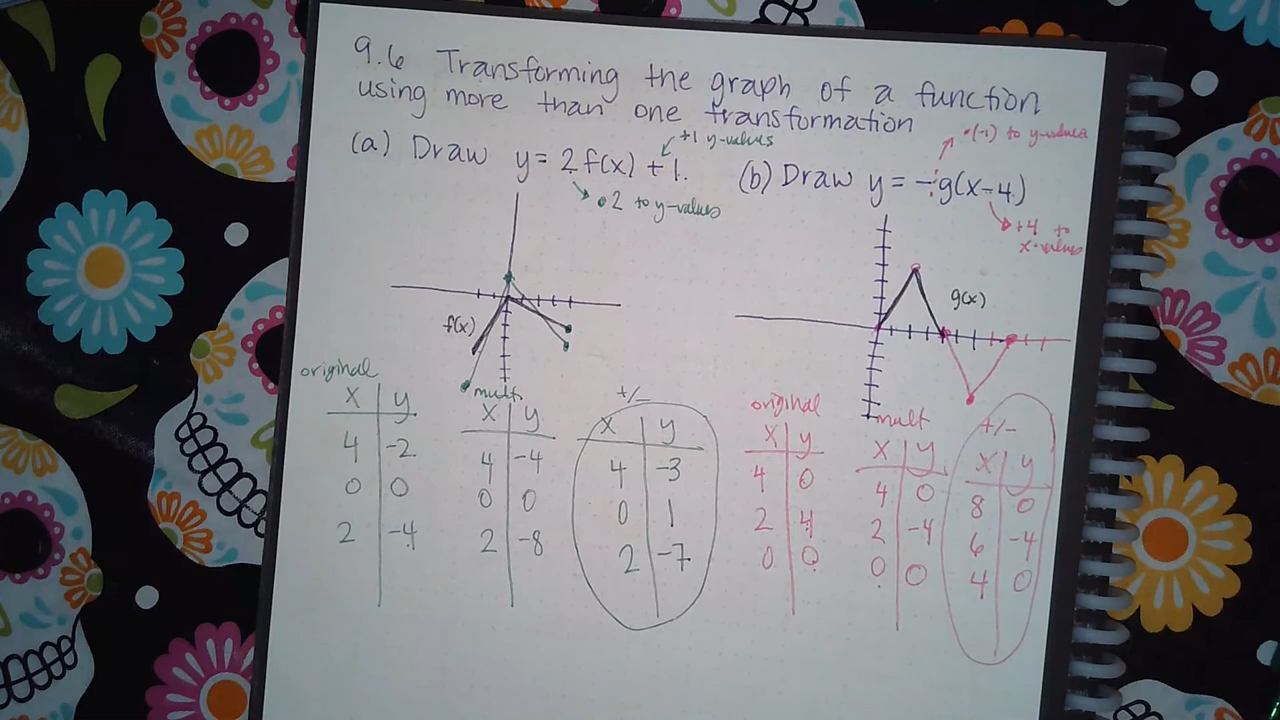 9.6 Transforming the graph of a function
using more than one transformation
(a) Draw y = 2f(x) + 1.
+1 y-values
•2 to y-values
(b) Draw y = -g(x-4)
•(-1) to y-values
+4 to
x-values
f(x)
g(x)
original
x y
4 -2
0 0
2 -4
mult
x y
4 -4
0 0
2 -8
+/-
x y
4 -3
0 1
2 -7
original
x y
4 0
2 4
0 0
mult
x y
4 0
2 -4
0 0
+/-
x y
8 0
6 -4
4 0